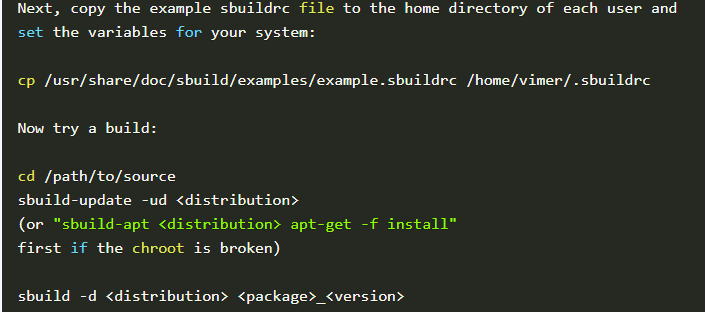 Next, copy the example sbuildrc file to the home directory of each user and
set the variables for your system:
cp /usr/share/doc/sbuild/examples/example.sbuildrc /home/vimer/.sbuildrc
Now try a build:
cd /path/to/source
sbuild-update -ud <distribution>
(or "sbuild-apt <distribution> apt-get -f install"
first if the chroot is broken)
sbuild -d <distribution> <package>_<version>